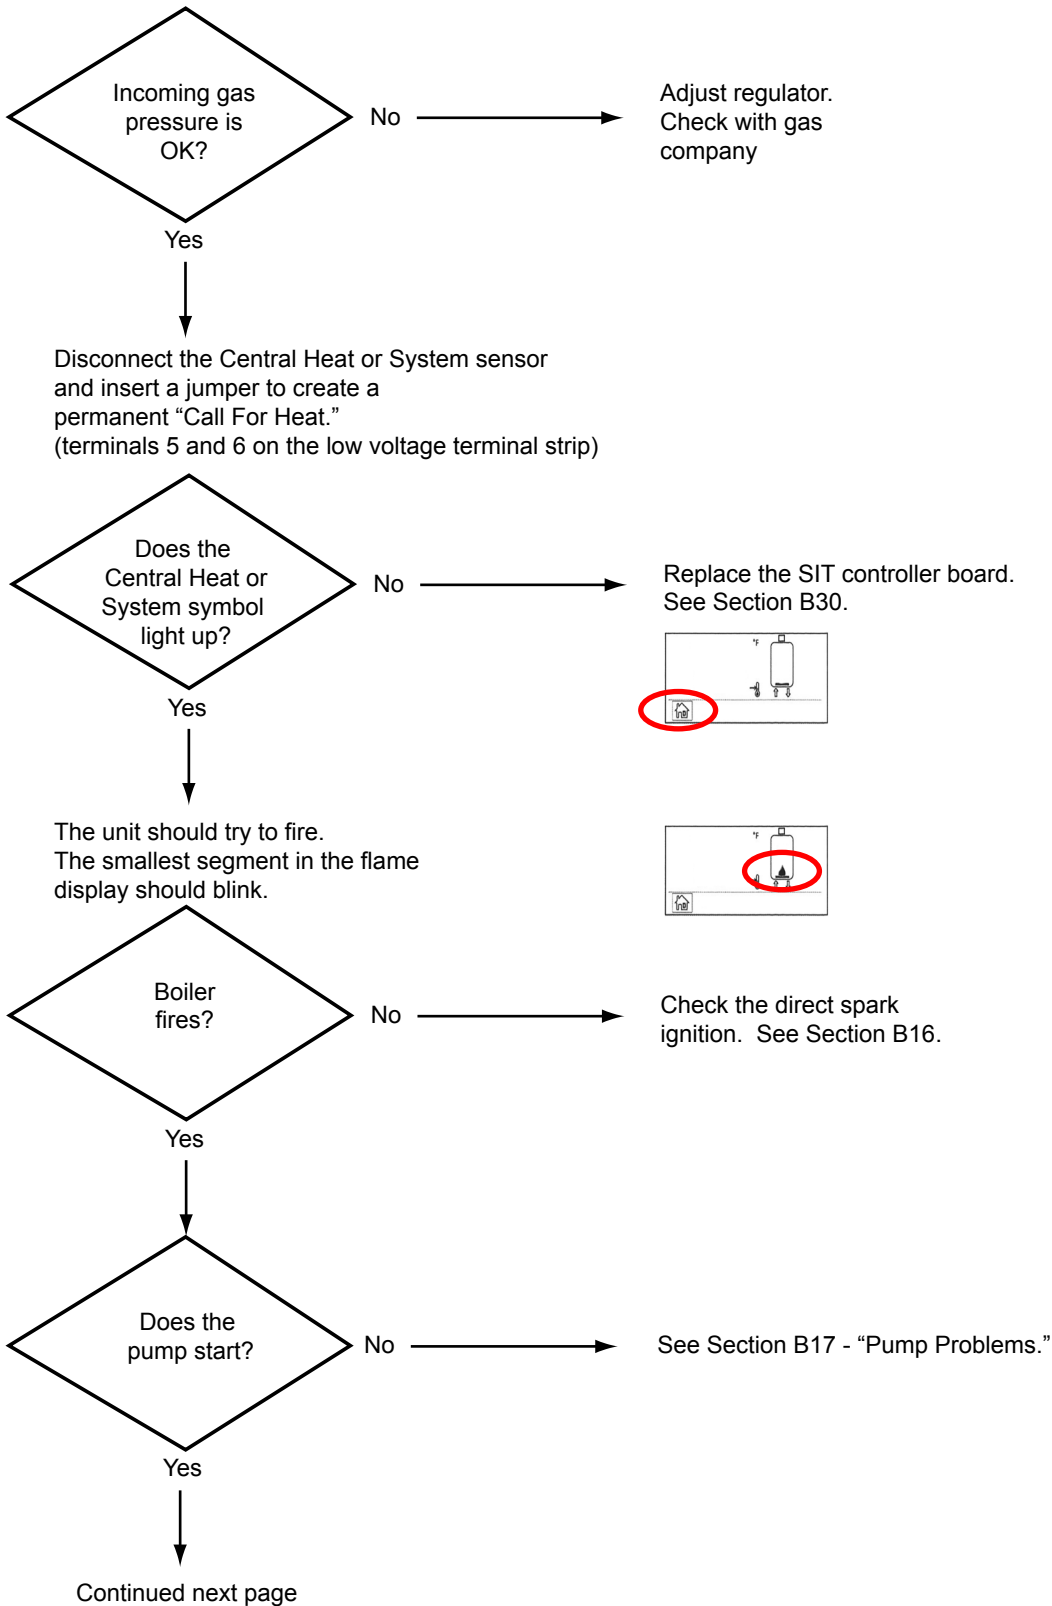 Incoming gas
pressure is
OK?
No
Adjust regulator.
Check with gas
company
Yes
Disconnect the Central Heat or System sensor
and insert a jumper to create a
permanent “Call For Heat.”
(terminals 5 and 6 on the low voltage terminal strip)
Does the
Central Heat or
System symbol
light up?
No
Replace the SIT controller board.
See Section B30.
°F
Yes
The unit should try to fire.
The smallest segment in the flame
display should blink.
°F
Boiler
fires?
No
Check the direct spark
ignition.  See Section B16.
Yes
Does the
pump start?
No
See Section B17 - “Pump Problems.”
Yes
Continued next page